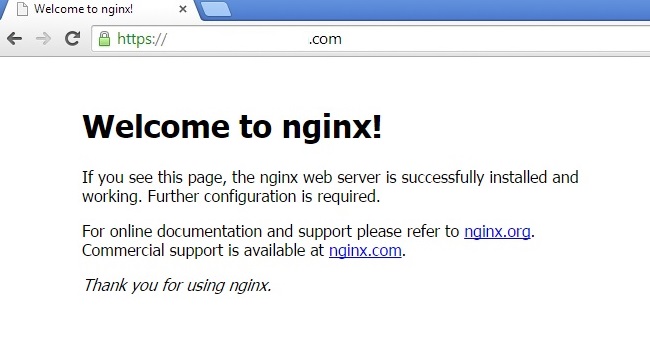 Welcome to nginx!
https:// .com
Welcome to nginx!
If you see this page, the nginx web server is successfully installed and
working. Further configuration is required.
For online documentation and support please refer to nginx.org.
Commercial support is available at nginx.com.
Thank you for using nginx.